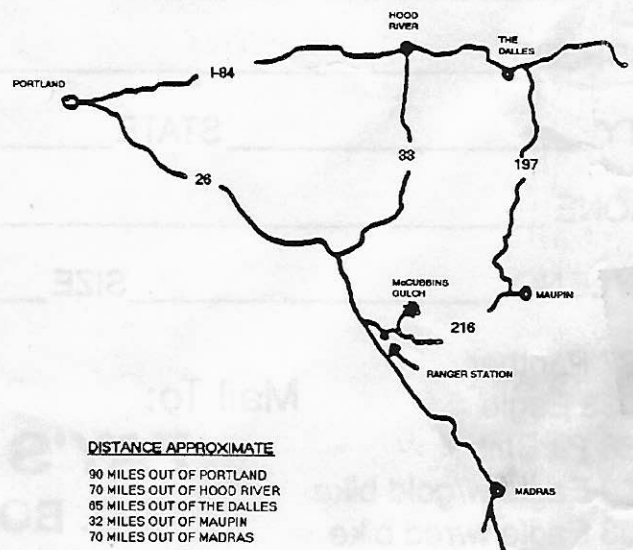 HOOD
RIVER
THE
DALLES
I-84
PORTLAND
STATE
33
197
26
ONE
SIZE
McCUBBINS
GULCH
MAUPIN
216
RANGER STATION
Mail To:
DISTANCE APPROXIMATE
90 MILES OUT OF PORTLAND
70 MILES OUT OF HOOD RIVER
65 MILES OUT OF THE DALLES
32 MILES OUT OF MAUPIN
70 MILES OUT OF MADRAS
MADRAS